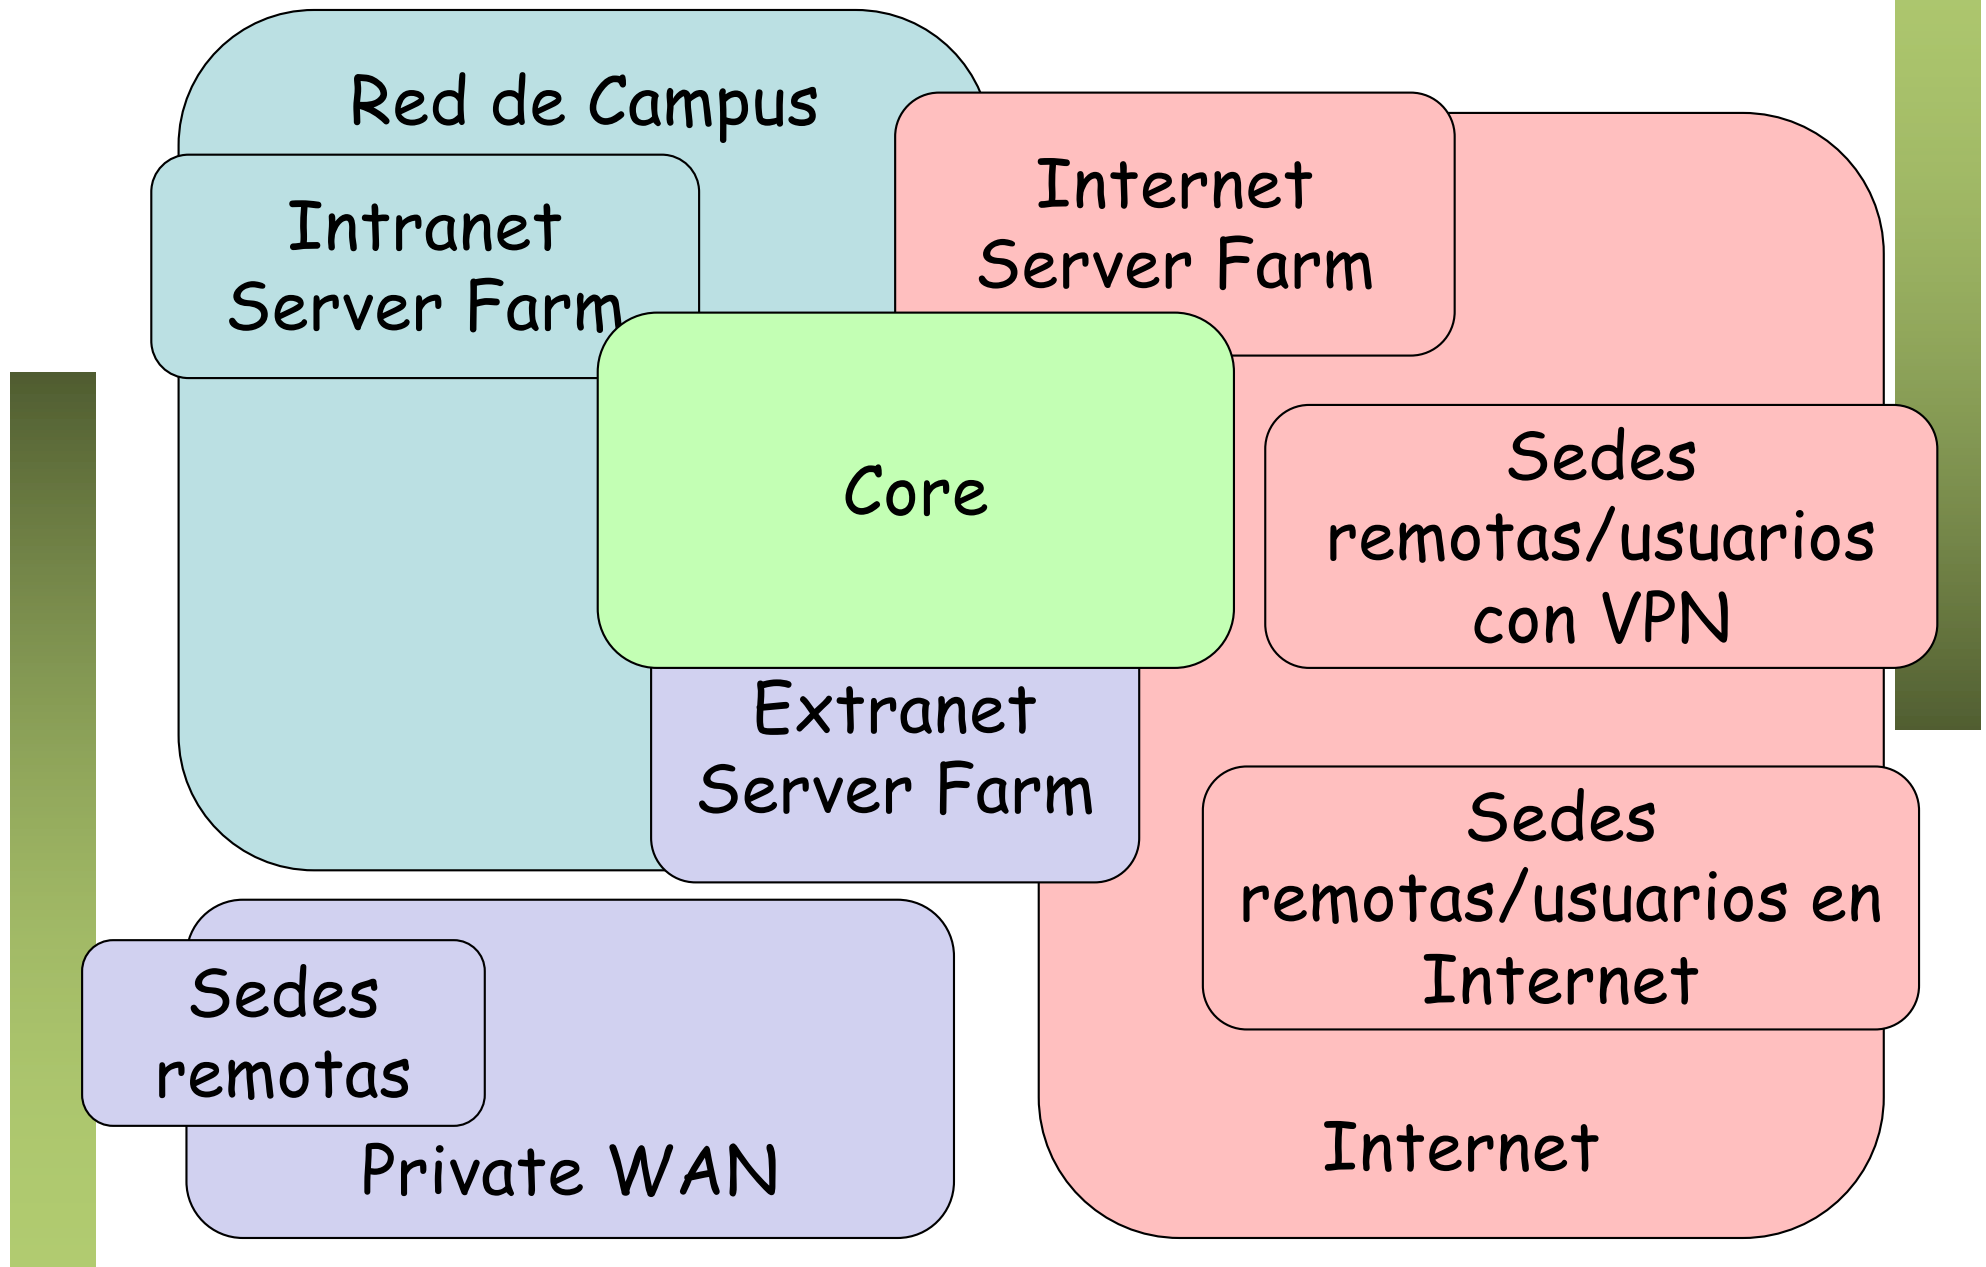 Red de Campus
Internet
Server Farm
Intranet
Server Farm
Core
Sedes
remotas/usuarios
con VPN
Extranet
Server Farm
Sedes
remotas/usuarios en
Internet
Sedes
remotas
Private WAN
Internet